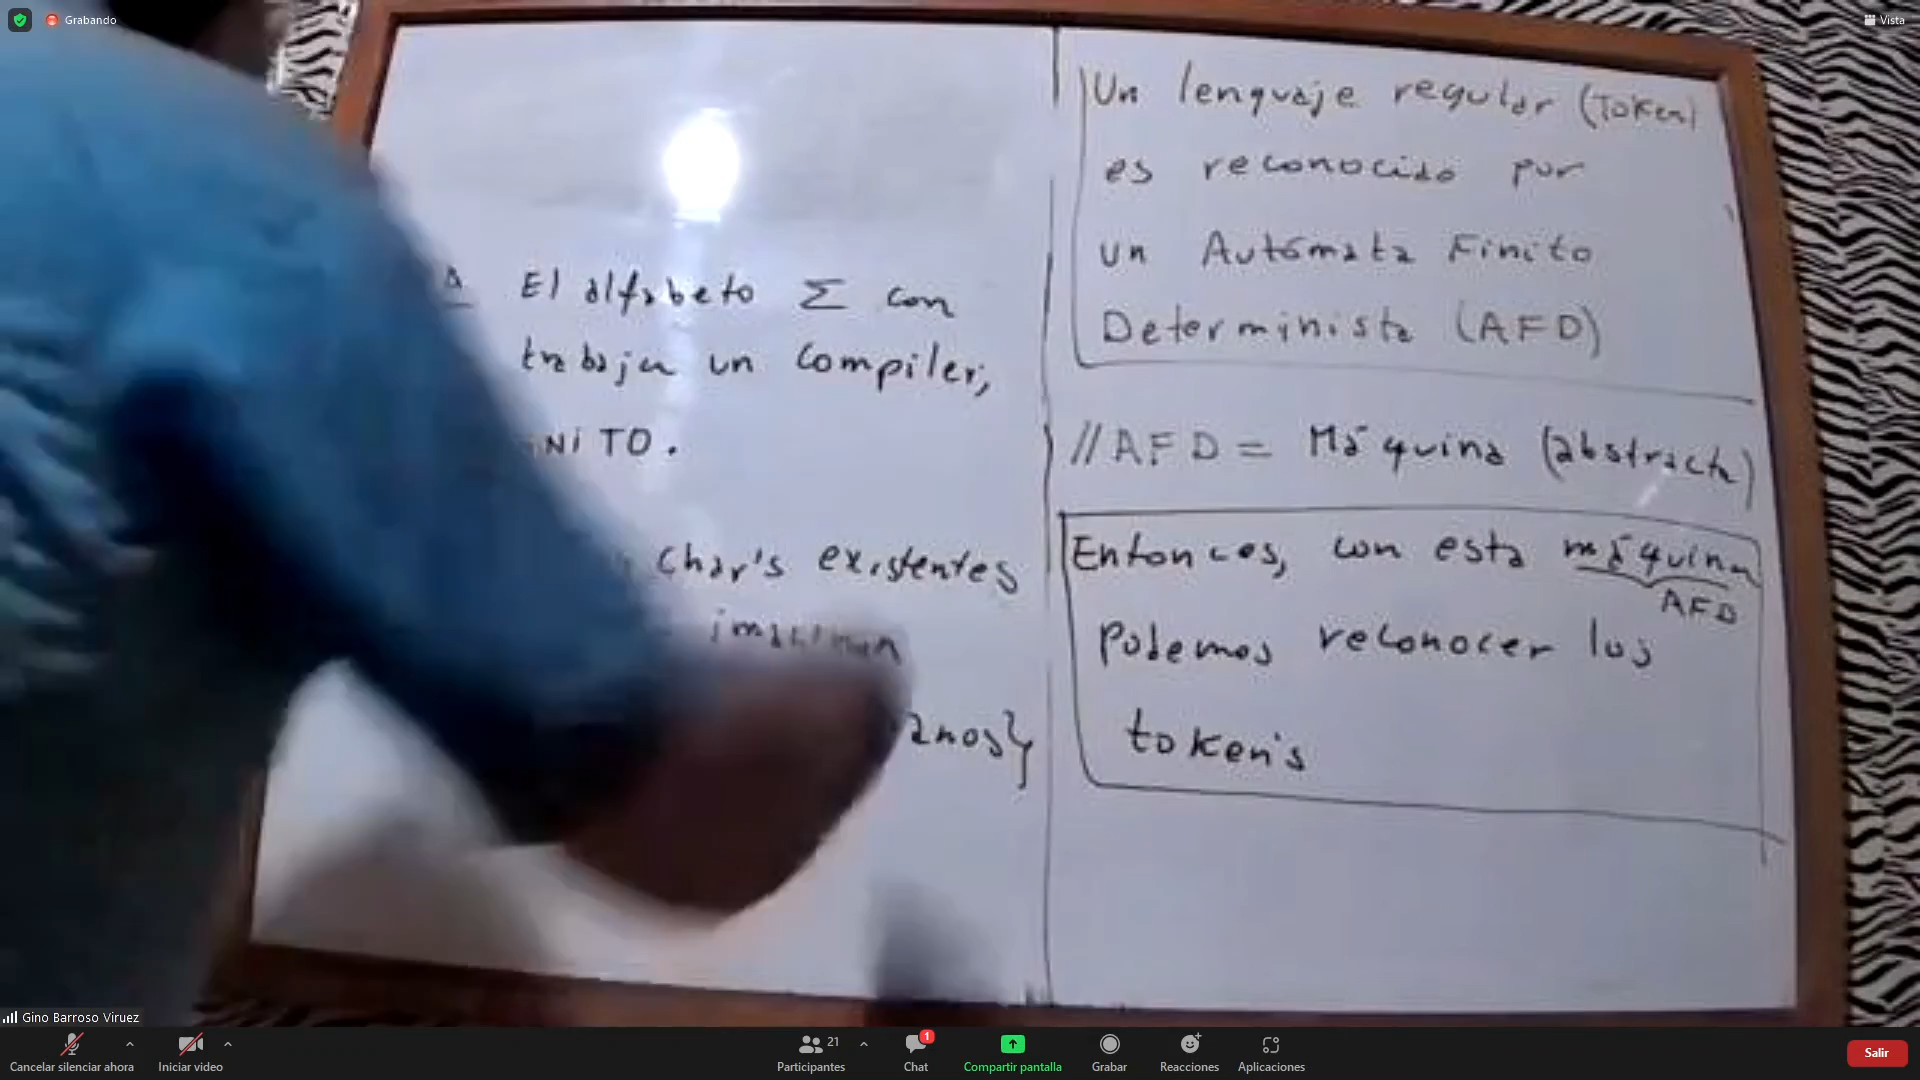 Grabando
Vista
El alfabeto Σ con
trabaja un compiler,
NITO.
Char's existentes
anos}
Un lenguaje regular (Token)
es reconocido por
un Autómata Finito
Determinista (AFD)
//AFD = Máquina (abstracta)
Entonces, con esta máquina
AFD
Podemos reconocer los
token's
Gino Barroso Viruez
Cancelar silenciar ahora
Iniciar video
21
Participantes
1
Chat
Compartir pantalla
Grabar
Reacciones
Aplicaciones
Salir